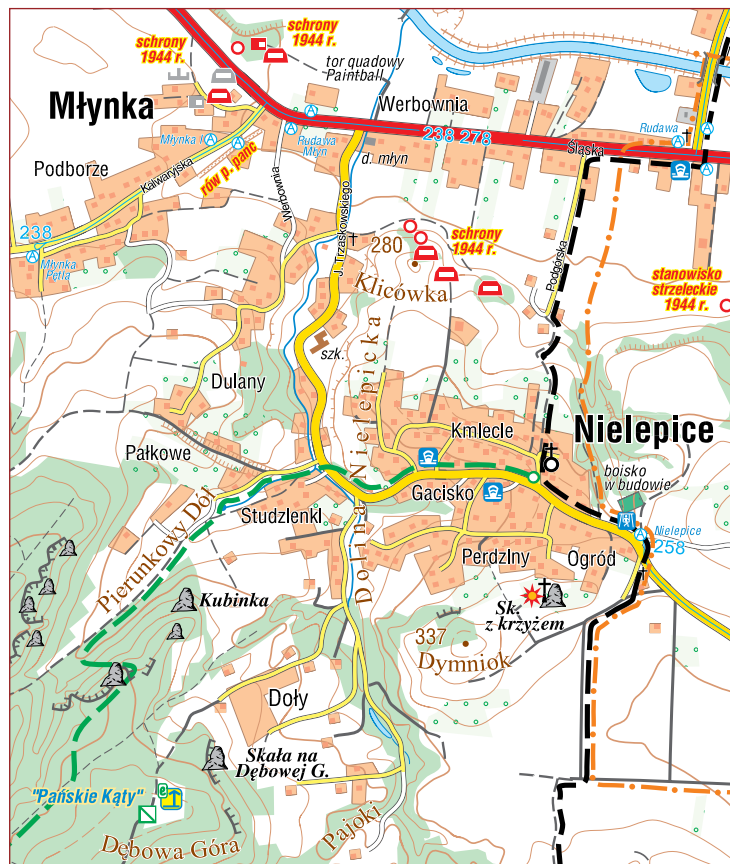 schrony
1944 r.
schrony
1944 r.
tor quadowy
Paintball
Młynka
Werbownia
238 278
Rudawa
Śląska
Młynka I
Rudawa
Młyn
d. młyn
Podborze
Kalwaryjska
rów p. panc
Werbownia
J. Trzaskowskiego
238
Młynka
Pętla
280
schrony
1944 r.
Klicówka
Podgórska
stanowisko
strzeleckie
1944 r.
szk.
Dulany
Dolina Nielepicka
Kmlecle
Nielepice
Pałkowe
boisko
w budowie
Gacisko
Studzlenkl
Nielepice
258
Pierunkowy Dół
Perdzlny
Ogród
Kubinka
Sk.
z krzyżem
337
Dymniok
Doły
Skała na
Dębowej G.
"Pańskie Kąty"
Pajoki
Dębowa Góra